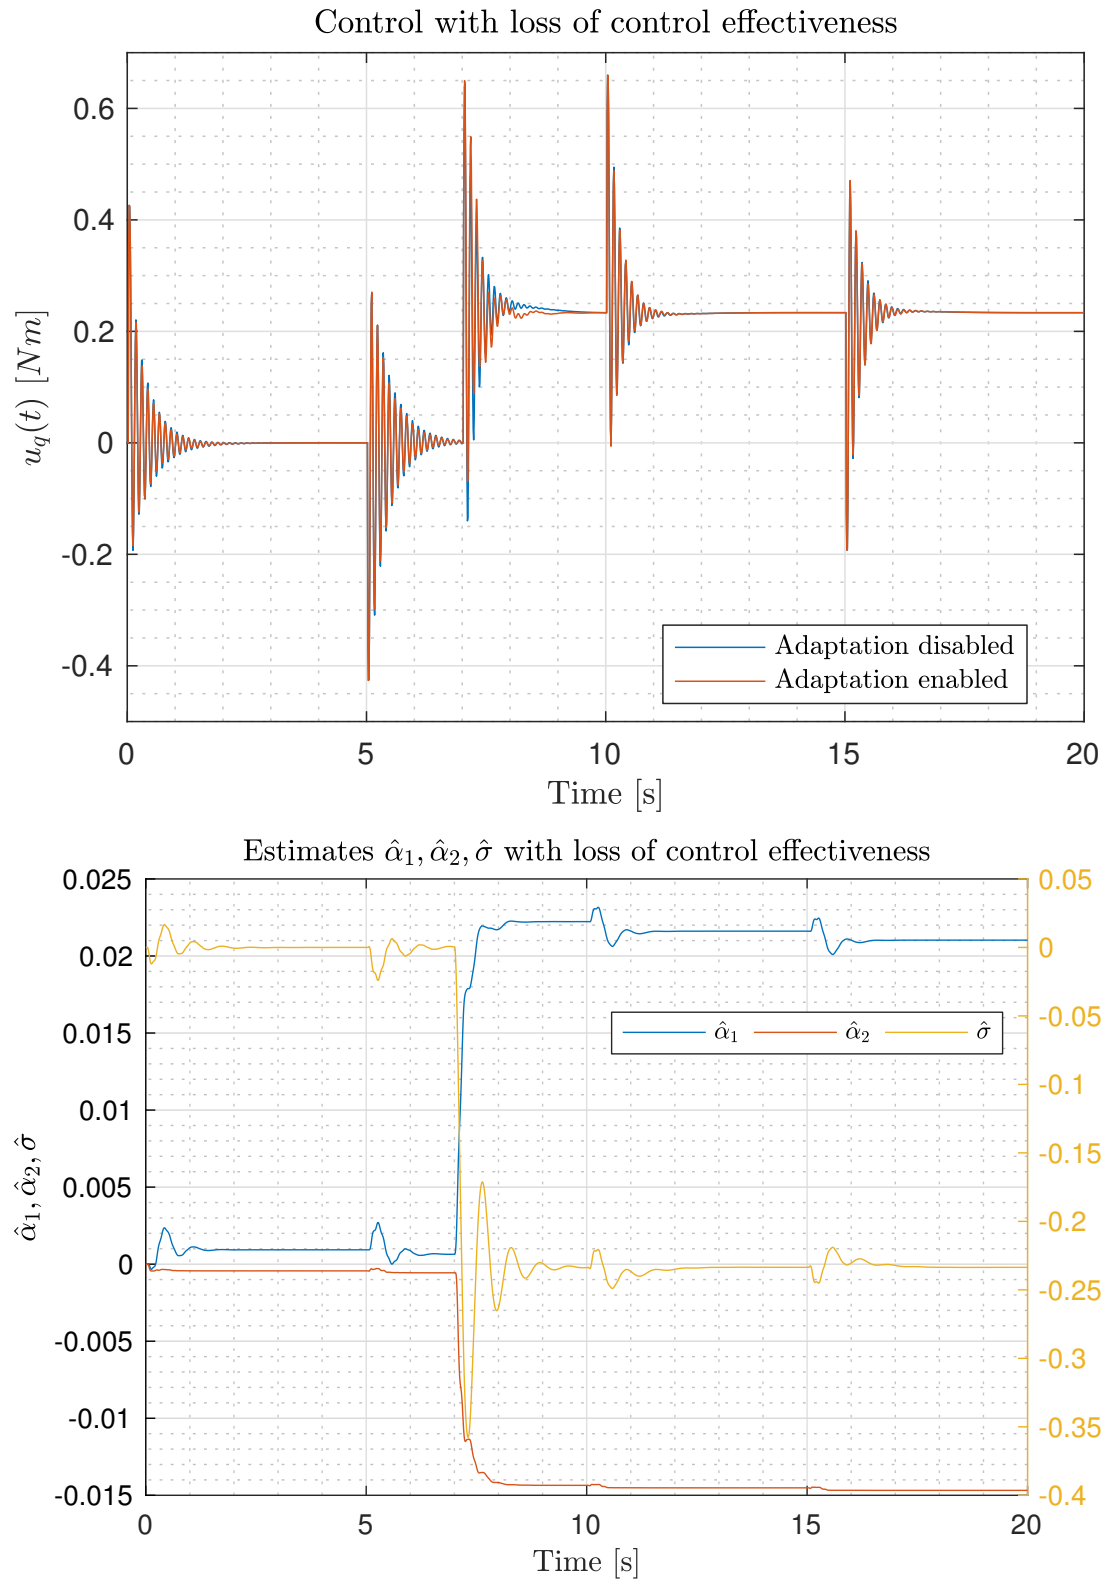 Control with loss of control effectiveness
0.6
0.4
0.2
0
-0.2
-0.4
u_q(t) [Nm]
Adaptation disabled
Adaptation enabled
0 5 10 15 20
Time [s]
Estimates α̂₁, α̂₂, σ̂ with loss of control effectiveness
0.025
0.02
0.015
0.01
0.005
0
-0.005
-0.01
-0.015
α̂₁, α̂₂, σ̂
α̂₁ α̂₂ σ̂
0.05
0
-0.05
-0.1
-0.15
-0.2
-0.25
-0.3
-0.35
-0.4
0 5 10 15 20
Time [s]